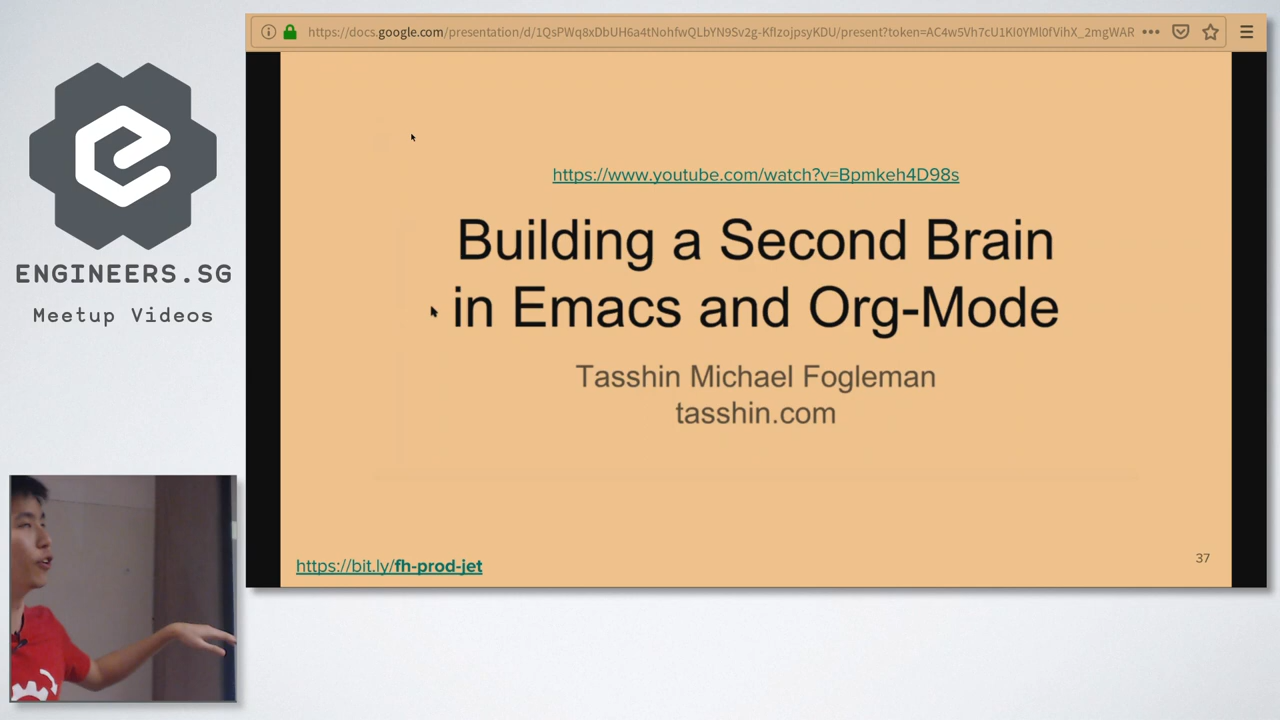 ENGINEERS.SG
Meetup Videos
https://docs.google.com/presentation/d/1QsPWq8xDbUH6a4tNohfwQLbYN9Sv2g-KfIzojpsyKDU/present?token=AC4w5Vh7cU1KI0YMl0fVihX_2mgWAR
https://www.youtube.com/watch?v=Bpmkeh4D98s
Building a Second Brain
in Emacs and Org-Mode
Tasshin Michael Fogleman
tasshin.com
https://bit.ly/fh-prod-jet
37